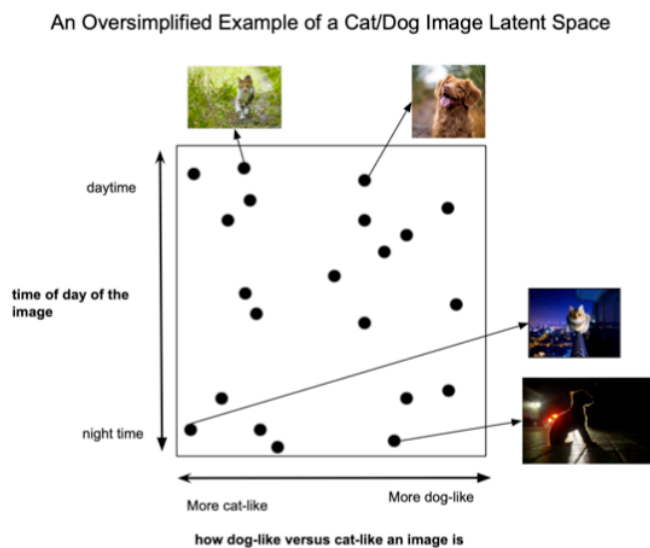 An Oversimplified Example of a Cat/Dog Image Latent Space
daytime
time of day of the
image
night time
More cat-like
More dog-like
how dog-like versus cat-like an image is